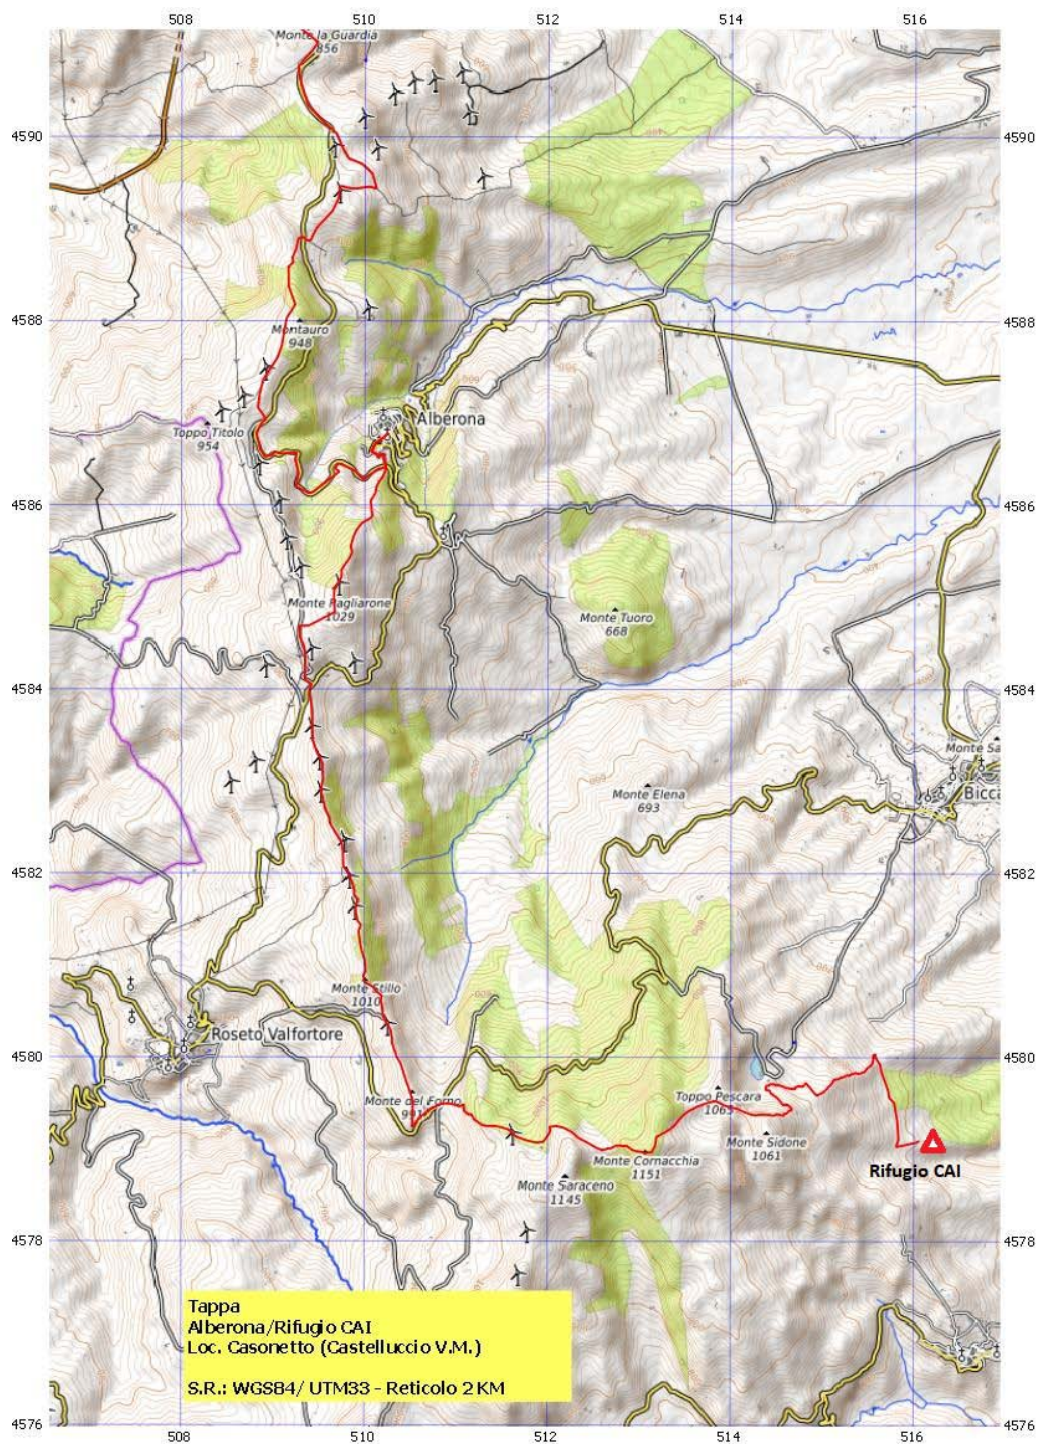 508 510 512 514 516
Monte la Guardia
856
4590 4590
4588 4588
Montauro
948
Alberona
Toppo Titolo
954
4586 4586
Monte Pagliarone
1029
Monte Tuoro
668
4584 4584
Monte Sa
Bicca
Monte Elena
693
4582 4582
Monte Stillo
1010
Roseto Valfortore
4580 4580
Monte del Forno
991
Toppo Pescara
1065
Monte Sidone
1061
Monte Cornacchia
1151
Rifugio CAI
Monte Saraceno
1145
4578 4578
Tappa
Alberona/Rifugio CAI
Loc. Casonetto (Castelluccio V.M.)
S.R.: WGS84/ UTM33 - Reticolo 2 KM
4576 4576
508 510 512 514 516